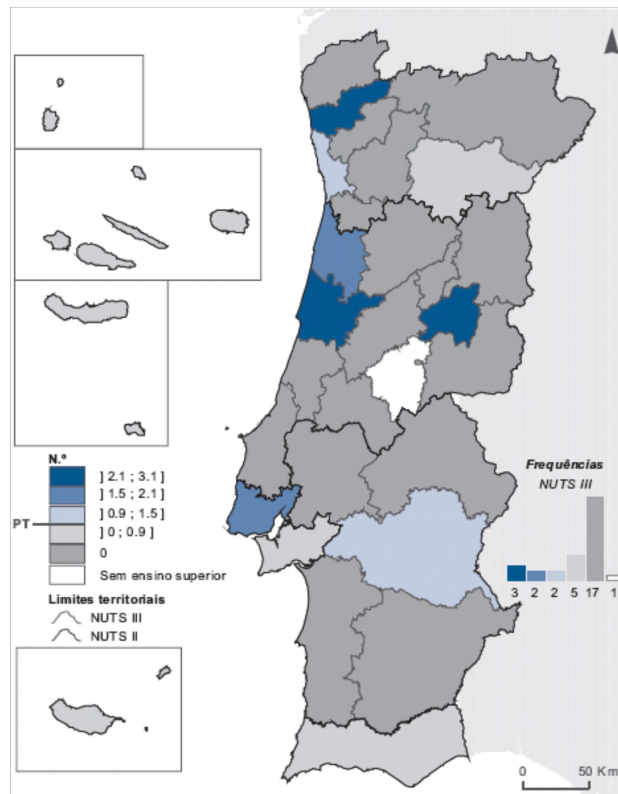 N.º
] 2.1 ; 3.1 ]
] 1.5 ; 2.1 ]
] 0.9 ; 1.5 ]
PT
] 0 ; 0.9 ]
0
Sem ensino superior
Limites territoriais
NUTS III
NUTS II
Frequências
NUTS III
3 2 2 5 17 1
0 50 Km